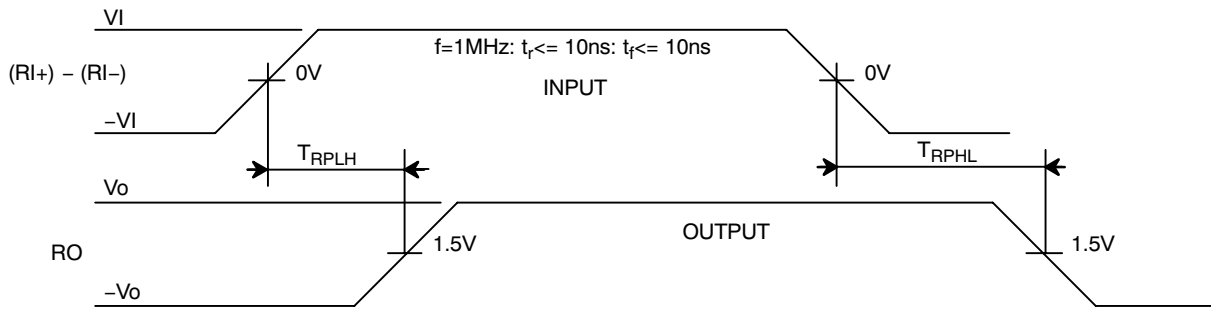 VI
f=1MHz: tr<= 10ns: tf<= 10ns
(RI+) − (RI−)
0V
0V
INPUT
−VI
TRPLH
TRPHL
Vo
OUTPUT
1.5V
1.5V
RO
−Vo